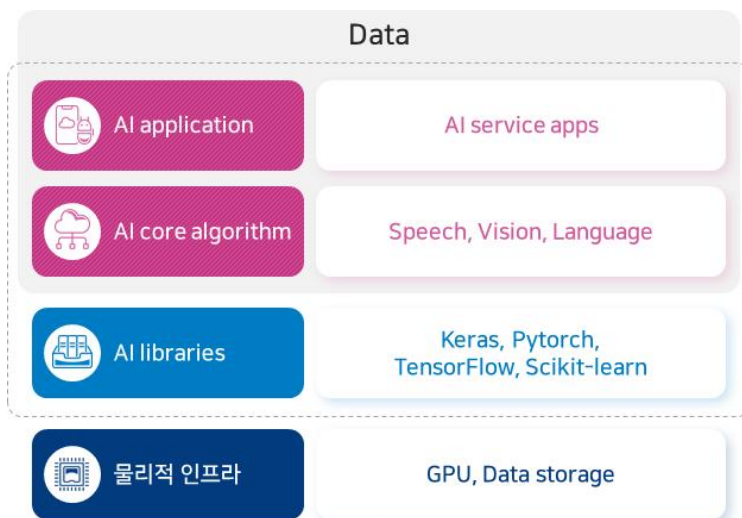 Data
AI application
AI service apps
AI core algorithm
Speech, Vision, Language
AI libraries
Keras, Pytorch,
TensorFlow, Scikit-learn
물리적 인프라
GPU, Data storage